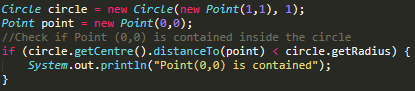 Circle circle = new Circle(new Point(1,1), 1);
Point point = new Point(0,0);
//Check if Point (0,0) is contained inside the circle
if (circle.getCentre().distanceTo(point) < circle.getRadius) {
    System.out.println("Point(0,0) is contained");
}